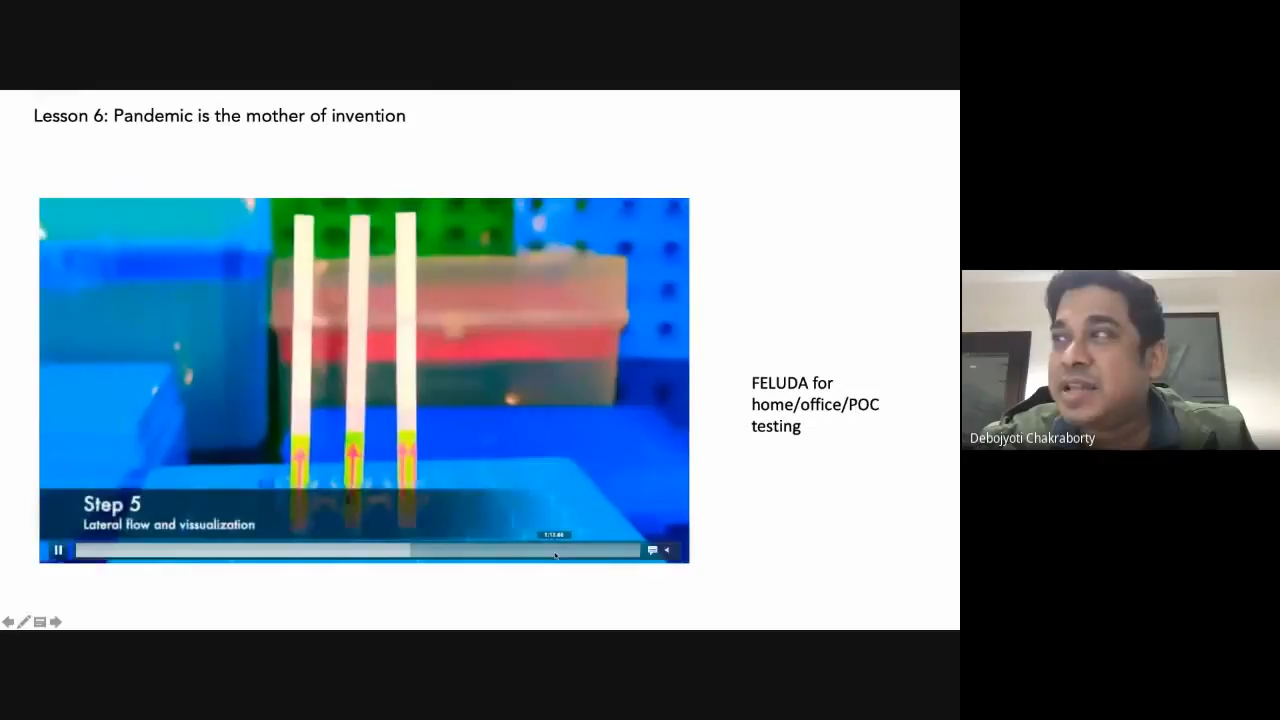 Lesson 6: Pandemic is the mother of invention
FELUDA for
home/office/POC
testing
Step 5
Lateral flow and vissualization
Debojyoti Chakraborty